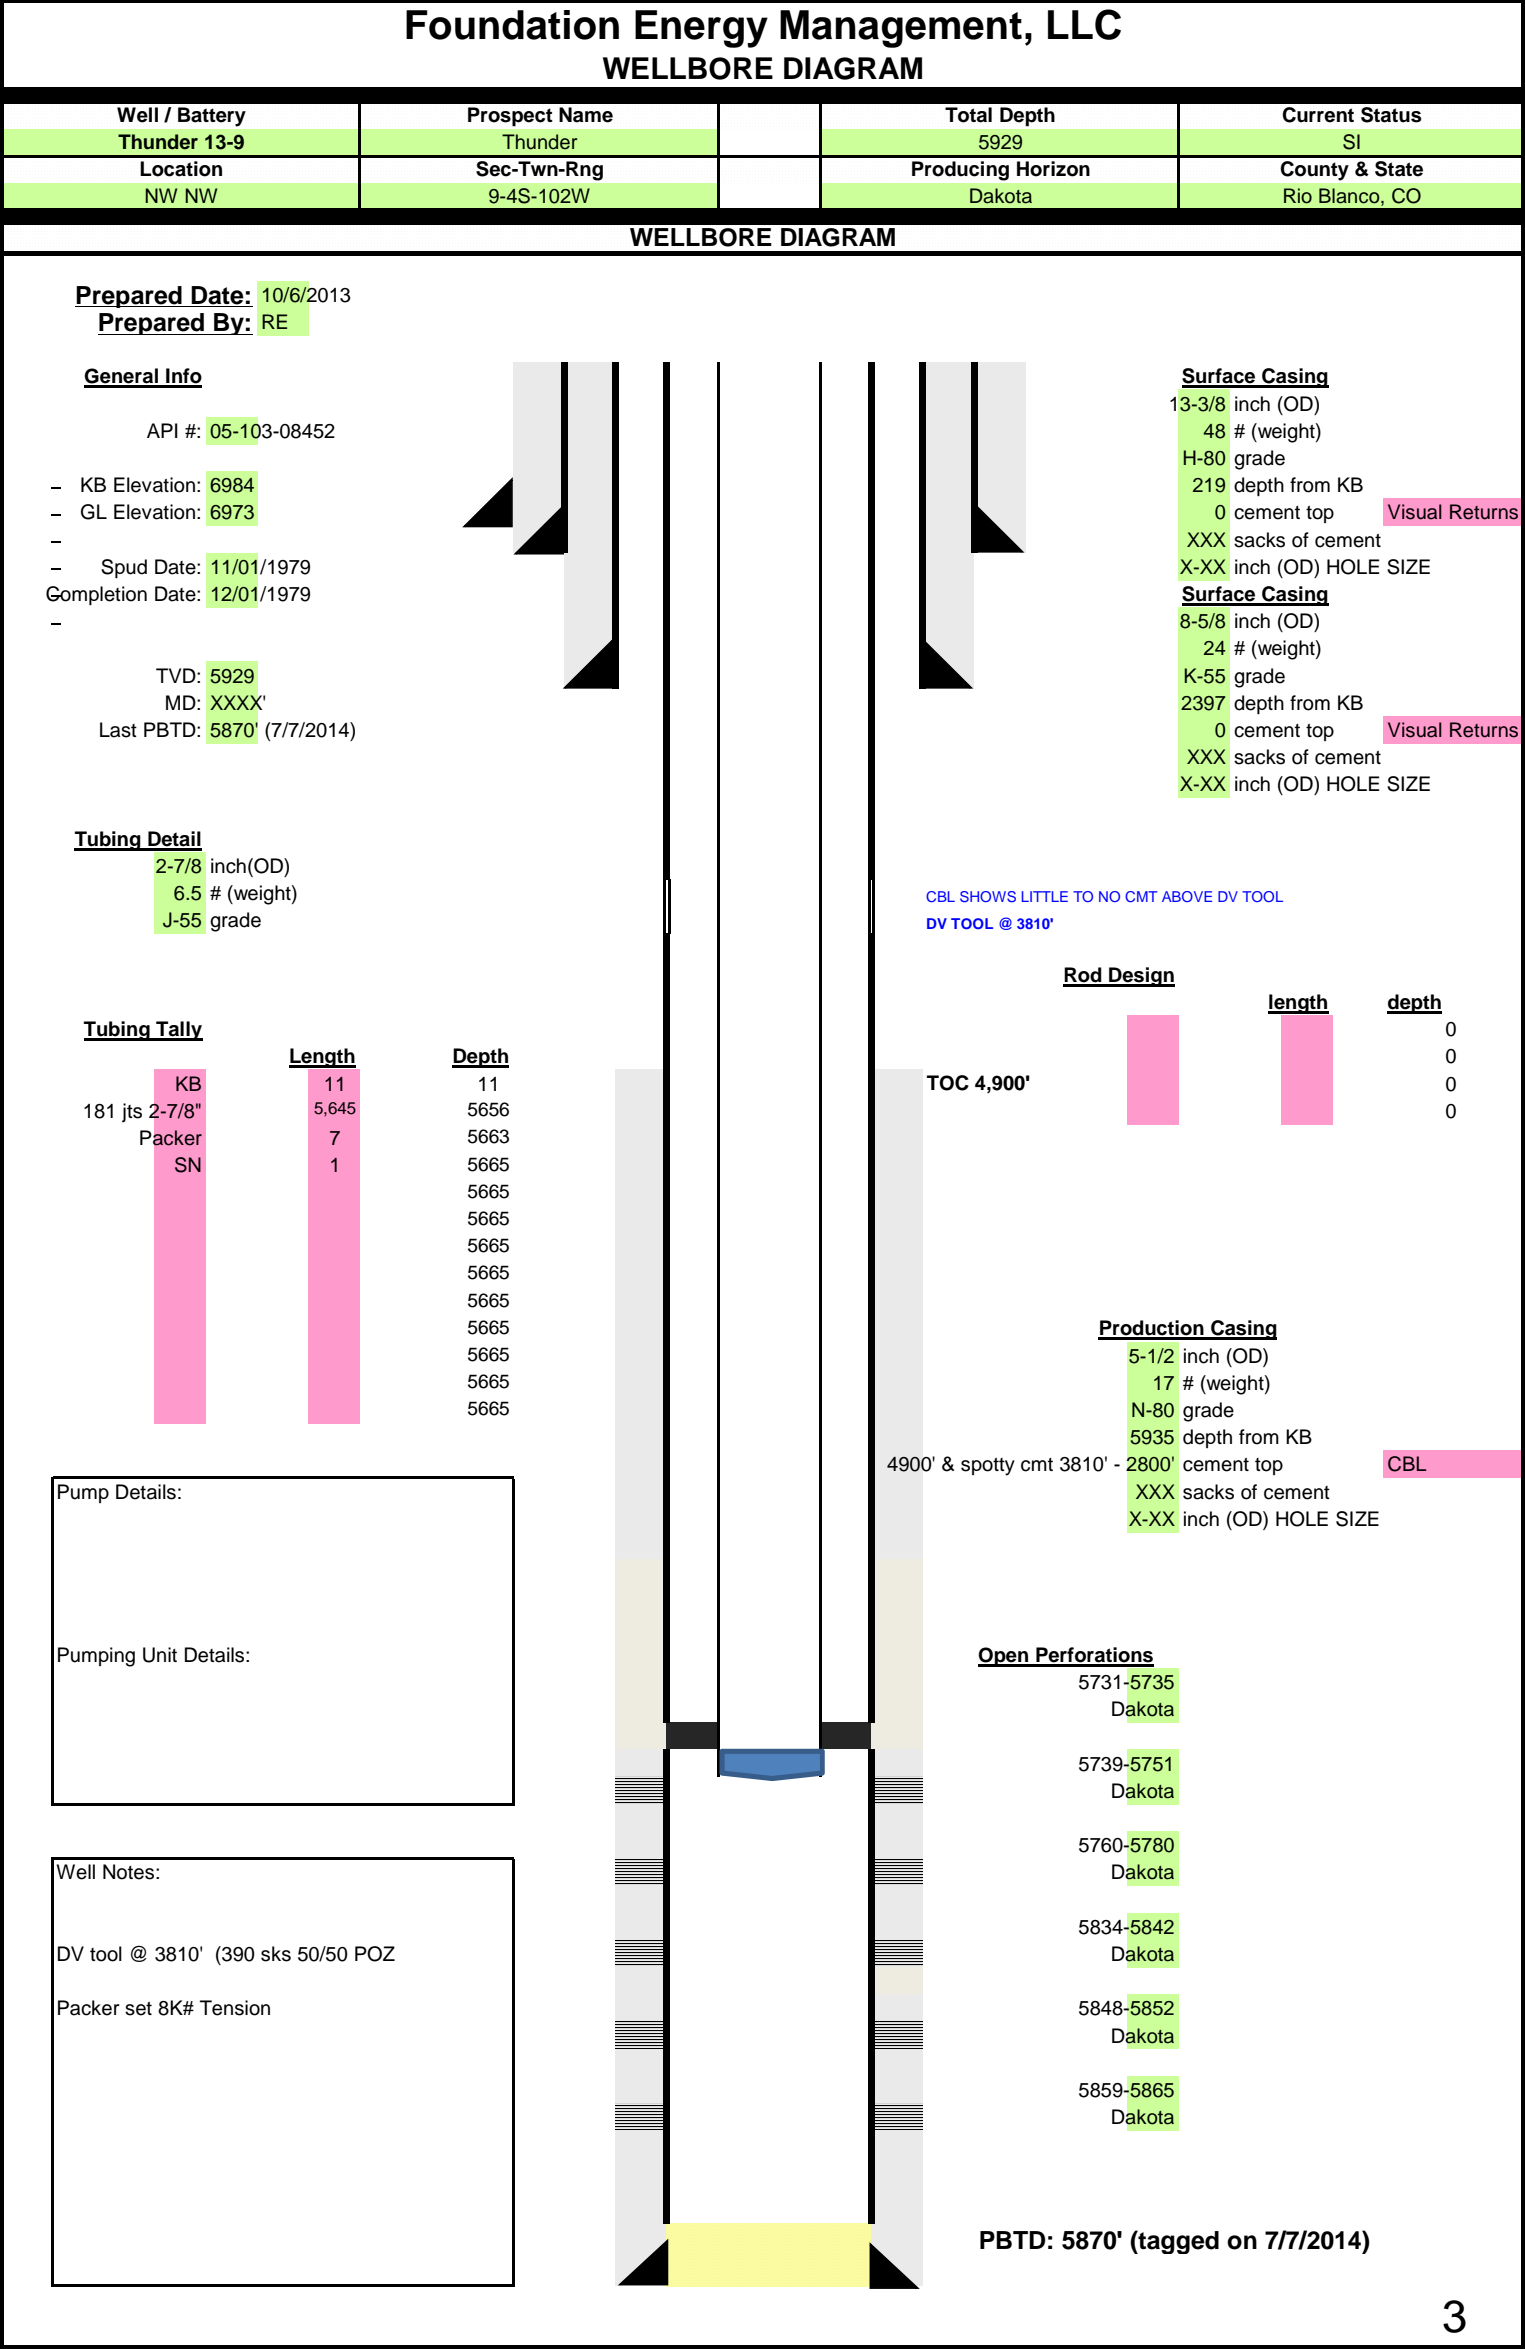 Foundation Energy Management, LLC
WELLBORE DIAGRAM
Well / Battery Prospect Name Total Depth Current Status
Thunder 13-9 Thunder 5929 SI
Location Sec-Twn-Rng Producing Horizon County & State
NW NW 9-4S-102W Dakota Rio Blanco, CO
WELLBORE DIAGRAM
Prepared Date: 10/6/2013
Prepared By: RE
General Info
API #: 05-103-08452
KB Elevation: 6984
GL Elevation: 6973
Spud Date: 11/01/1979
Completion Date: 12/01/1979
TVD: 5929
MD: XXXX'
Last PBTD: 5870' (7/7/2014)
Surface Casing
13-3/8 inch (OD)
48 # (weight)
H-80 grade
219 depth from KB
0 cement top Visual Returns
XXX sacks of cement
X-XX inch (OD) HOLE SIZE
Surface Casing
8-5/8 inch (OD)
24 # (weight)
K-55 grade
2397 depth from KB
0 cement top Visual Returns
XXX sacks of cement
X-XX inch (OD) HOLE SIZE
Tubing Detail
2-7/8 inch(OD)
6.5 # (weight)
J-55 grade
CBL SHOWS LITTLE TO NO CMT ABOVE DV TOOL
DV TOOL @ 3810'
Rod Design
length depth
0
0
0
0
TOC 4,900'
Tubing Tally
Length Depth
KB 11 11
181 jts 2-7/8" 5,645 5656
Packer 7 5663
SN 1 5665
5665
5665
5665
5665
5665
5665
5665
5665
5665
Production Casing
5-1/2 inch (OD)
17 # (weight)
N-80 grade
5935 depth from KB
4900' & spotty cmt 3810' - 2800' cement top CBL
XXX sacks of cement
X-XX inch (OD) HOLE SIZE
Pump Details:
Pumping Unit Details:
Open Perforations
5731-5735
Dakota
5739-5751
Dakota
5760-5780
Dakota
5834-5842
Dakota
5848-5852
Dakota
5859-5865
Dakota
Well Notes:
DV tool @ 3810' (390 sks 50/50 POZ
Packer set 8K# Tension
PBTD: 5870' (tagged on 7/7/2014)
3